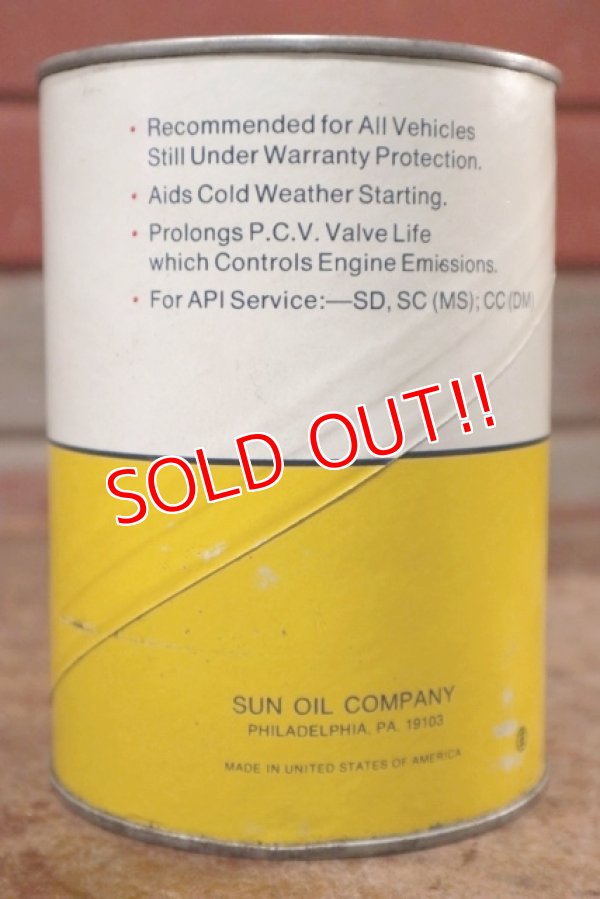 • Recommended for All Vehicles
Still Under Warranty Protection.
• Aids Cold Weather Starting.
• Prolongs P.C.V. Valve Life
which Controls Engine Emissions.
• For API Service:—SD, SC (MS); CC (DM)
SOLD OUT!!
SUN OIL COMPANY
PHILADELPHIA, PA. 19103
MADE IN UNITED STATES OF AMERICA